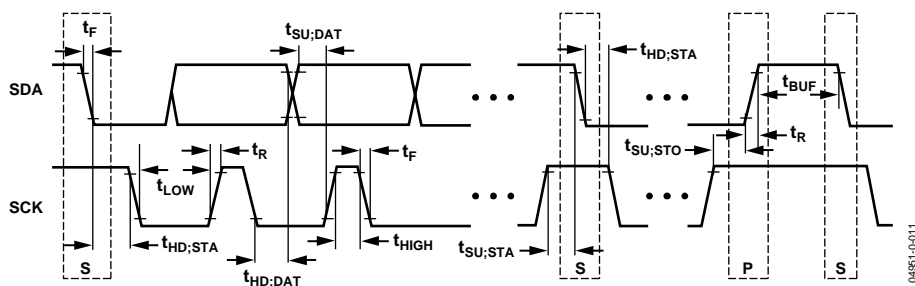 tF
tSU;DAT
tHD;STA
SDA
tBUF
tR
tF
tR
tSU;STO
tLOW
SCK
tHD;STA
tHIGH
tSU;STA
tHD:DAT
S
S
P
S
04951-0-011